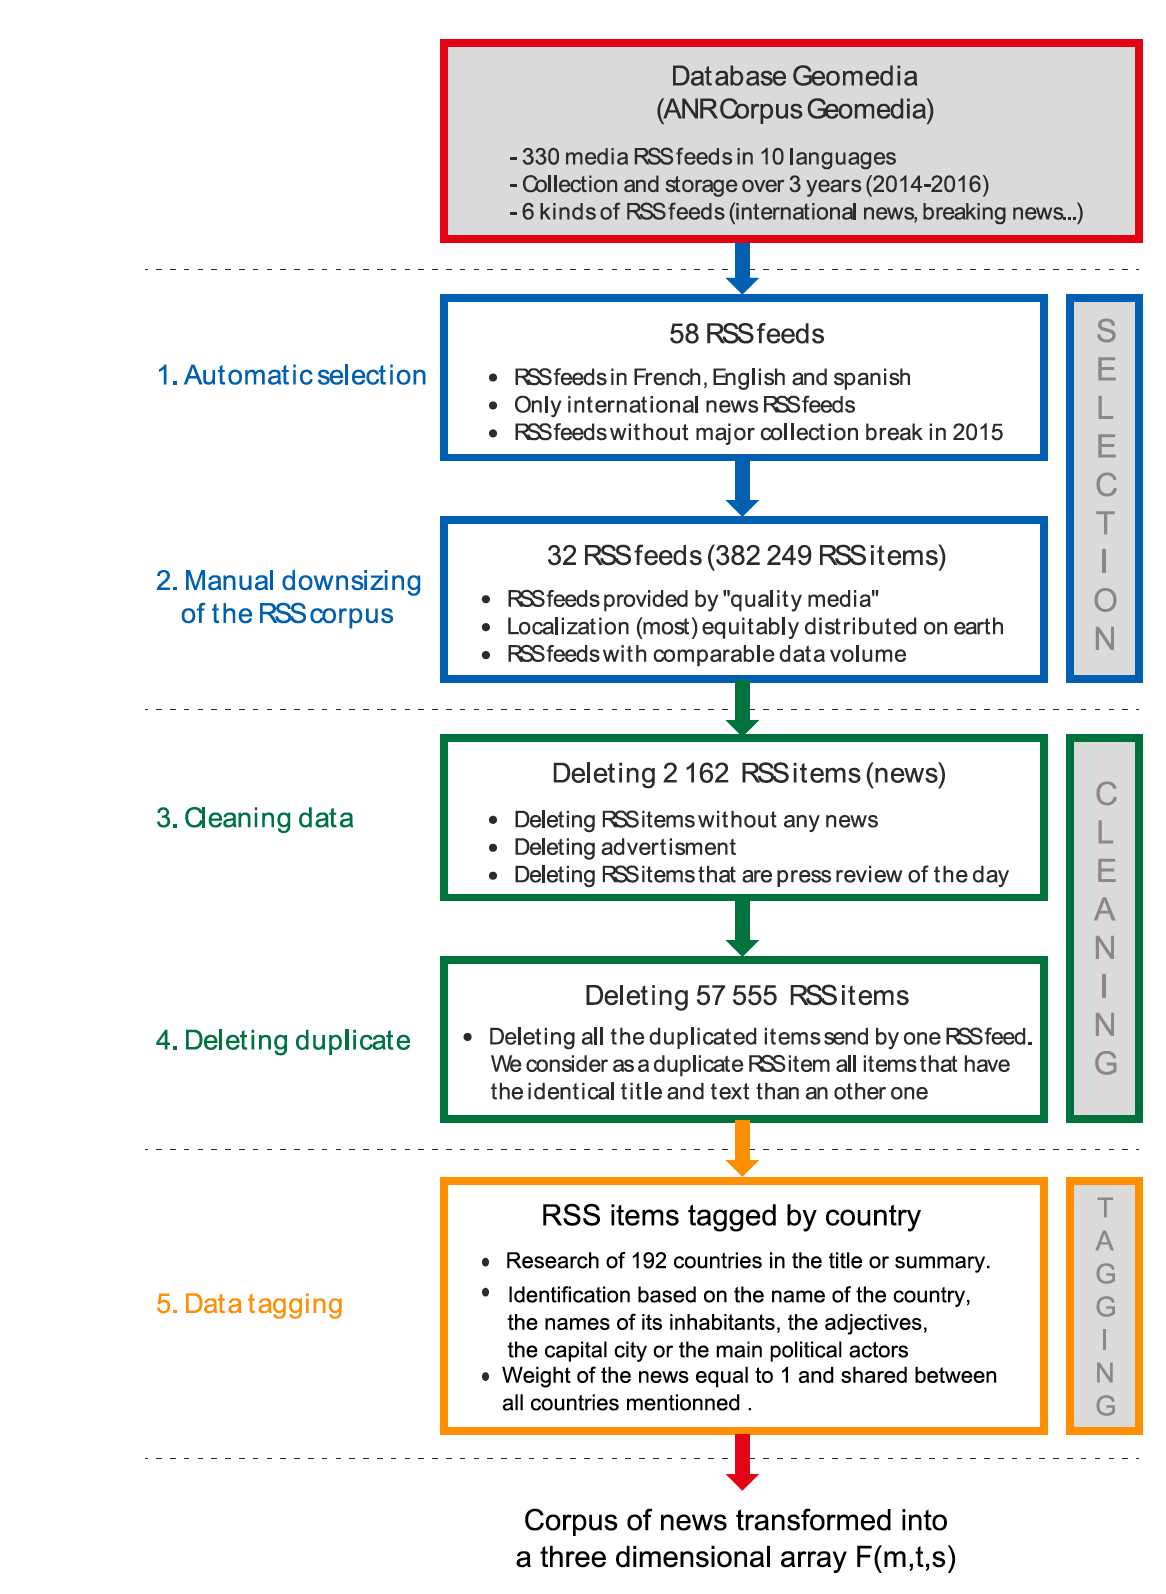 Database Geomedia
(ANR Corpus Geomedia)
- 330 media RSS feeds in 10 languages
- Collection and storage over 3 years (2014-2016)
- 6 kinds of RSS feeds (international news, breaking news...)
1. Automatic selection
58 RSS feeds
• RSS feeds in French, English and spanish
• Only international news RSS feeds
• RSS feeds without major collection break in 2015
SELECTION
2. Manual downsizing
of the RSS corpus
32 RSS feeds (382 249 RSS items)
• RSS feeds provided by "quality media"
• Localization (most) equitably distributed on earth
• RSS feeds with comparable data volume
3. Cleaning data
Deleting 2 162 RSS items (news)
• Deleting RSS items without any news
• Deleting advertisment
• Deleting RSS items that are press review of the day
CLEANING
4. Deleting duplicate
Deleting 57 555 RSS items
• Deleting all the duplicated items send by one RSS feed.
We consider as a duplicate RSS item all items that have
the identical title and text than an other one
5. Data tagging
RSS items tagged by country
• Research of 192 countries in the title or summary.
• Identification based on the name of the country,
the names of its inhabitants, the adjectives,
the capital city or the main political actors
• Weight of the news equal to 1 and shared between
all countries mentionned .
TAGGING
Corpus of news transformed into
a three dimensional array F(m,t,s)